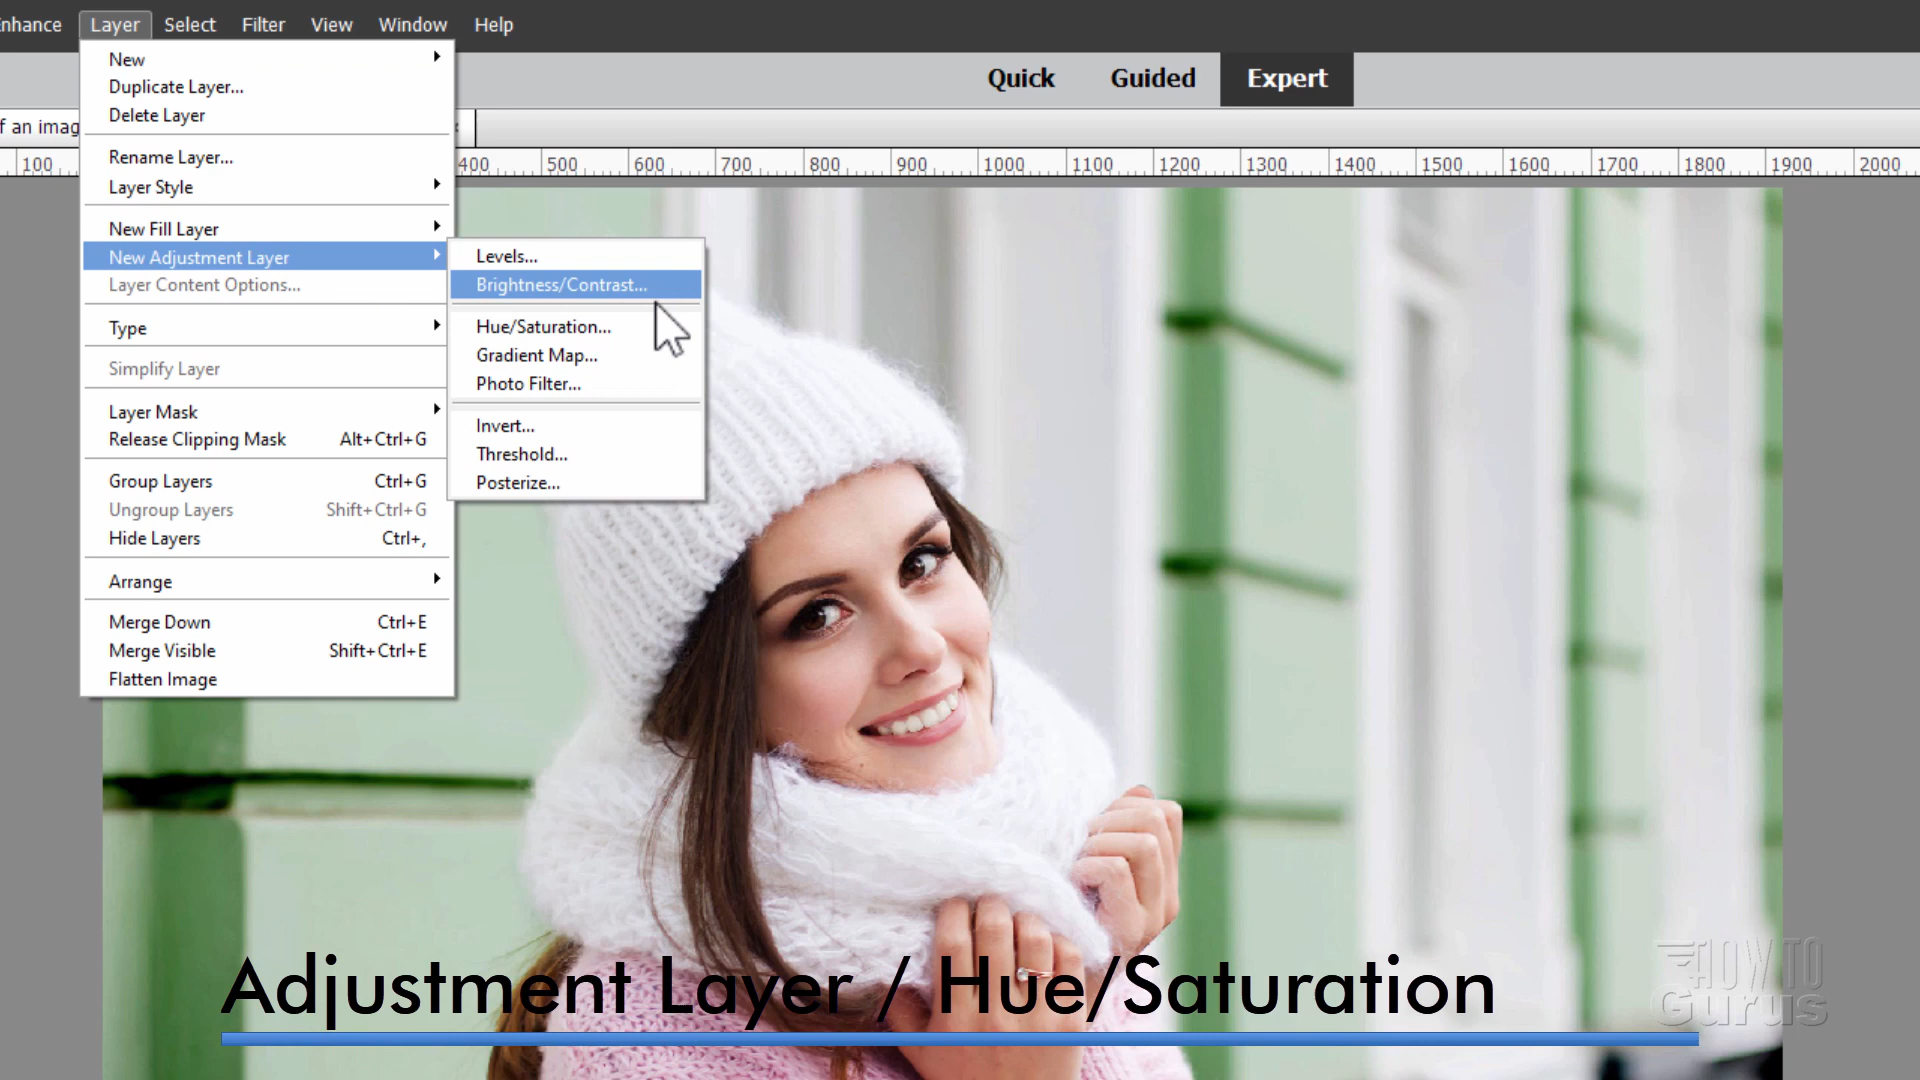 Enhance Layer Select Filter View Window Help
Quick Guided Expert
f an imag
100 400 500 600 700 800 900 1000 1100 1200 1300 1400 1500 1600 1700 1800 1900 2000
New
Duplicate Layer...
Delete Layer
Rename Layer...
Layer Style
New Fill Layer
New Adjustment Layer
Layer Content Options...
Type
Simplify Layer
Layer Mask
Release Clipping Mask Alt+Ctrl+G
Group Layers Ctrl+G
Ungroup Layers Shift+Ctrl+G
Hide Layers Ctrl+,
Arrange
Merge Down Ctrl+E
Merge Visible Shift+Ctrl+E
Flatten Image
Levels...
Brightness/Contrast...
Hue/Saturation...
Gradient Map...
Photo Filter...
Invert...
Threshold...
Posterize...
Adjustment Layer / Hue/Saturation
HOW TO
Gurus